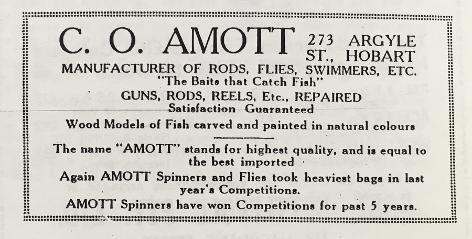 C. O. AMOTT 273 ARGYLE
ST., HOBART
MANUFACTURER OF RODS, FLIES, SWIMMERS, ETC.
"The Baits that Catch Fish"
GUNS, RODS, REELS, Etc., REPAIRED
Satisfaction Guaranteed
Wood Models of Fish carved and painted in natural colours
The name "AMOTT" stands for highest quality, and is equal to
the best imported
Again AMOTT Spinners and Flies took heaviest bags in last
year's Competitions.
AMOTT Spinners have won Competitions for past 5 years.